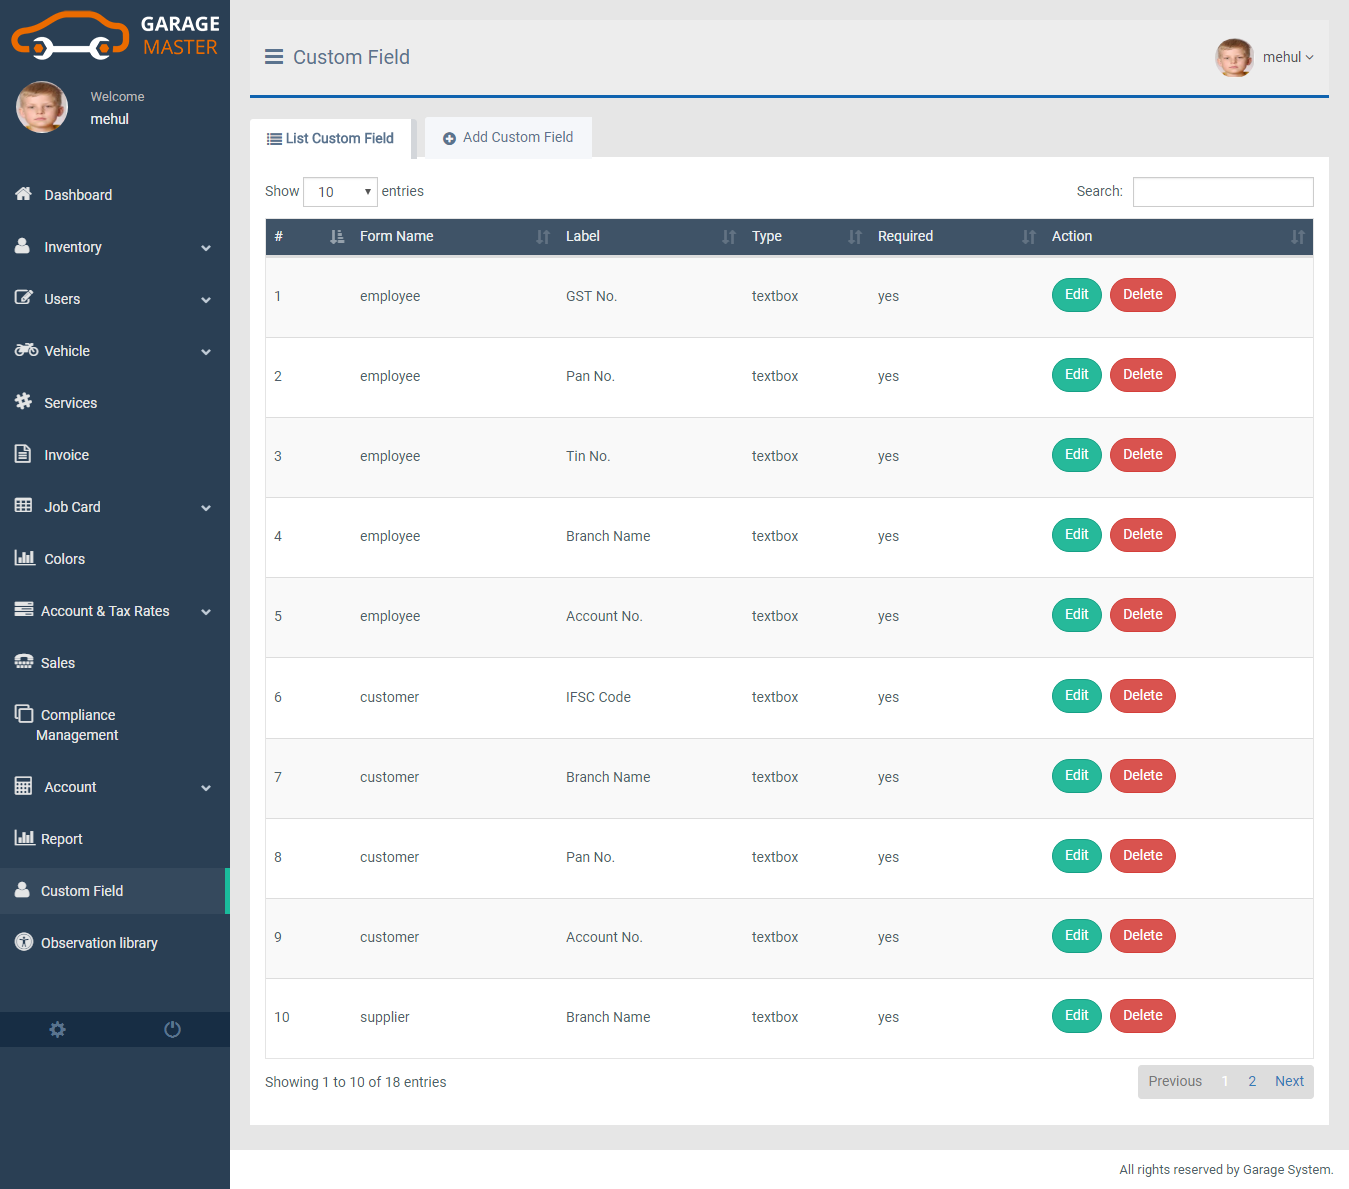 GARAGE
MASTER
Welcome
mehul
Dashboard
Inventory
Users
Vehicle
Services
Invoice
Job Card
Colors
Account & Tax Rates
Sales
Compliance
Management
Account
Report
Custom Field
Observation library
Custom Field
mehul
List Custom Field
Add Custom Field
Show 10 entries
Search:
# Form Name Label Type Required Action
1 employee GST No. textbox yes Edit Delete
2 employee Pan No. textbox yes Edit Delete
3 employee Tin No. textbox yes Edit Delete
4 employee Branch Name textbox yes Edit Delete
5 employee Account No. textbox yes Edit Delete
6 customer IFSC Code textbox yes Edit Delete
7 customer Branch Name textbox yes Edit Delete
8 customer Pan No. textbox yes Edit Delete
9 customer Account No. textbox yes Edit Delete
10 supplier Branch Name textbox yes Edit Delete
Showing 1 to 10 of 18 entries
Previous 1 2 Next
All rights reserved by Garage System.